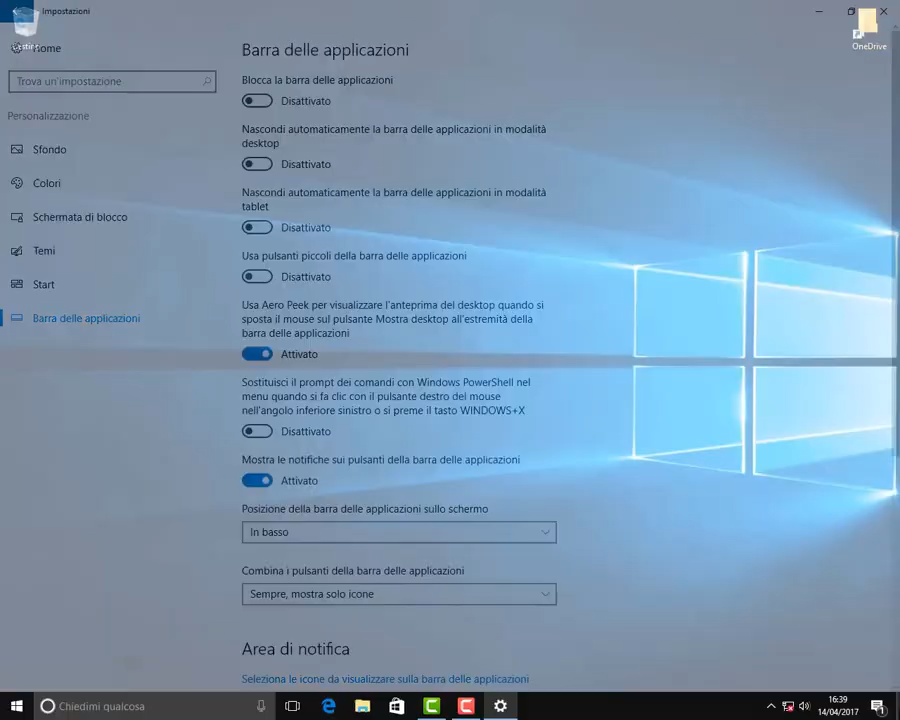 Impostazioni
Home
OneDrive
Trova un'impostazione
Personalizzazione
Sfondo
Colori
Schermata di blocco
Temi
Start
Barra delle applicazioni
Barra delle applicazioni
Blocca la barra delle applicazioni
Disattivato
Nascondi automaticamente la barra delle applicazioni in modalità
desktop
Disattivato
Nascondi automaticamente la barra delle applicazioni in modalità
tablet
Disattivato
Usa pulsanti piccoli della barra delle applicazioni
Disattivato
Usa Aero Peek per visualizzare l'anteprima del desktop quando si
sposta il mouse sul pulsante Mostra desktop all'estremità della
barra delle applicazioni
Attivato
Sostituisci il prompt dei comandi con Windows PowerShell nel
menu quando si fa clic con il pulsante destro del mouse
nell'angolo inferiore sinistro o si preme il tasto WINDOWS+X
Disattivato
Mostra le notifiche sui pulsanti della barra delle applicazioni
Attivato
Posizione della barra delle applicazioni sullo schermo
In basso
Combina i pulsanti della barra delle applicazioni
Sempre, mostra solo icone
Area di notifica
Seleziona le icone da visualizzare sulla barra delle applicazioni
Chiedimi qualcosa
16:39
14/04/2017